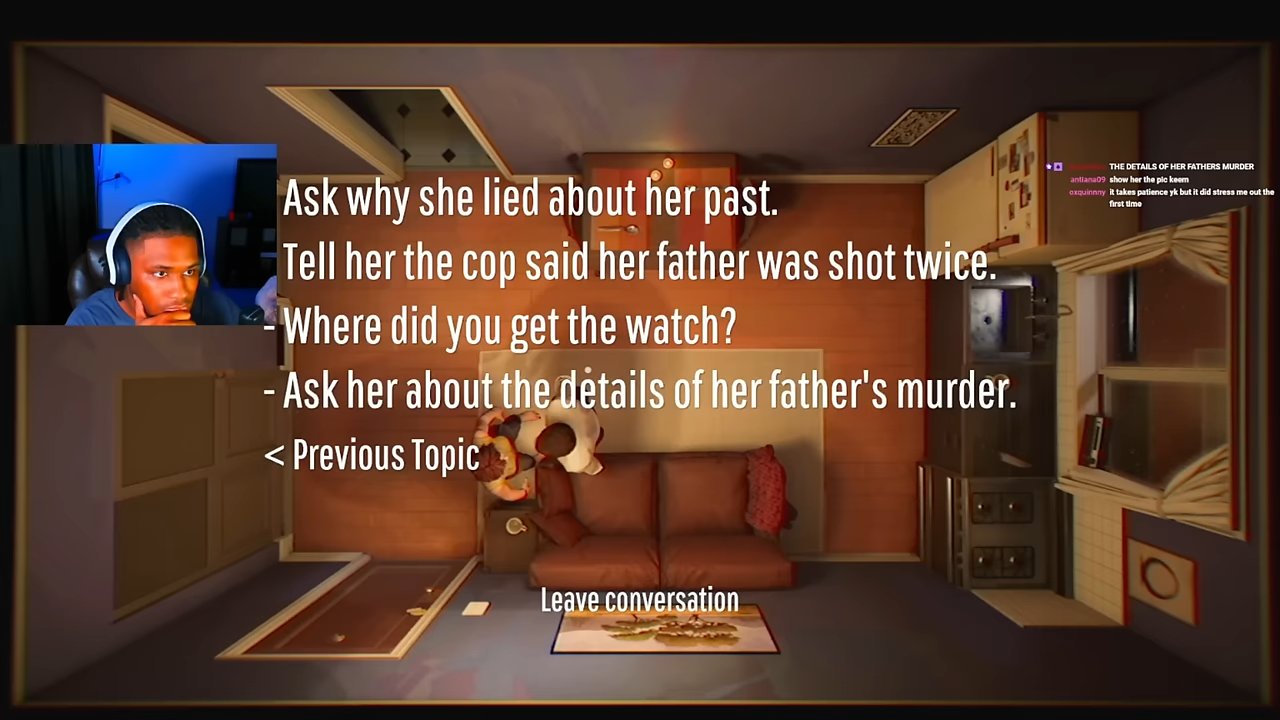 THE DETAILS OF HER FATHERS MURDER
antiana09 show her the pic keem
oxquinnny it takes patience yk but it did stress me out the
first time
Ask why she lied about her past.
Tell her the cop said her father was shot twice.
- Where did you get the watch?
- Ask her about the details of her father's murder.
< Previous Topic
Leave conversation